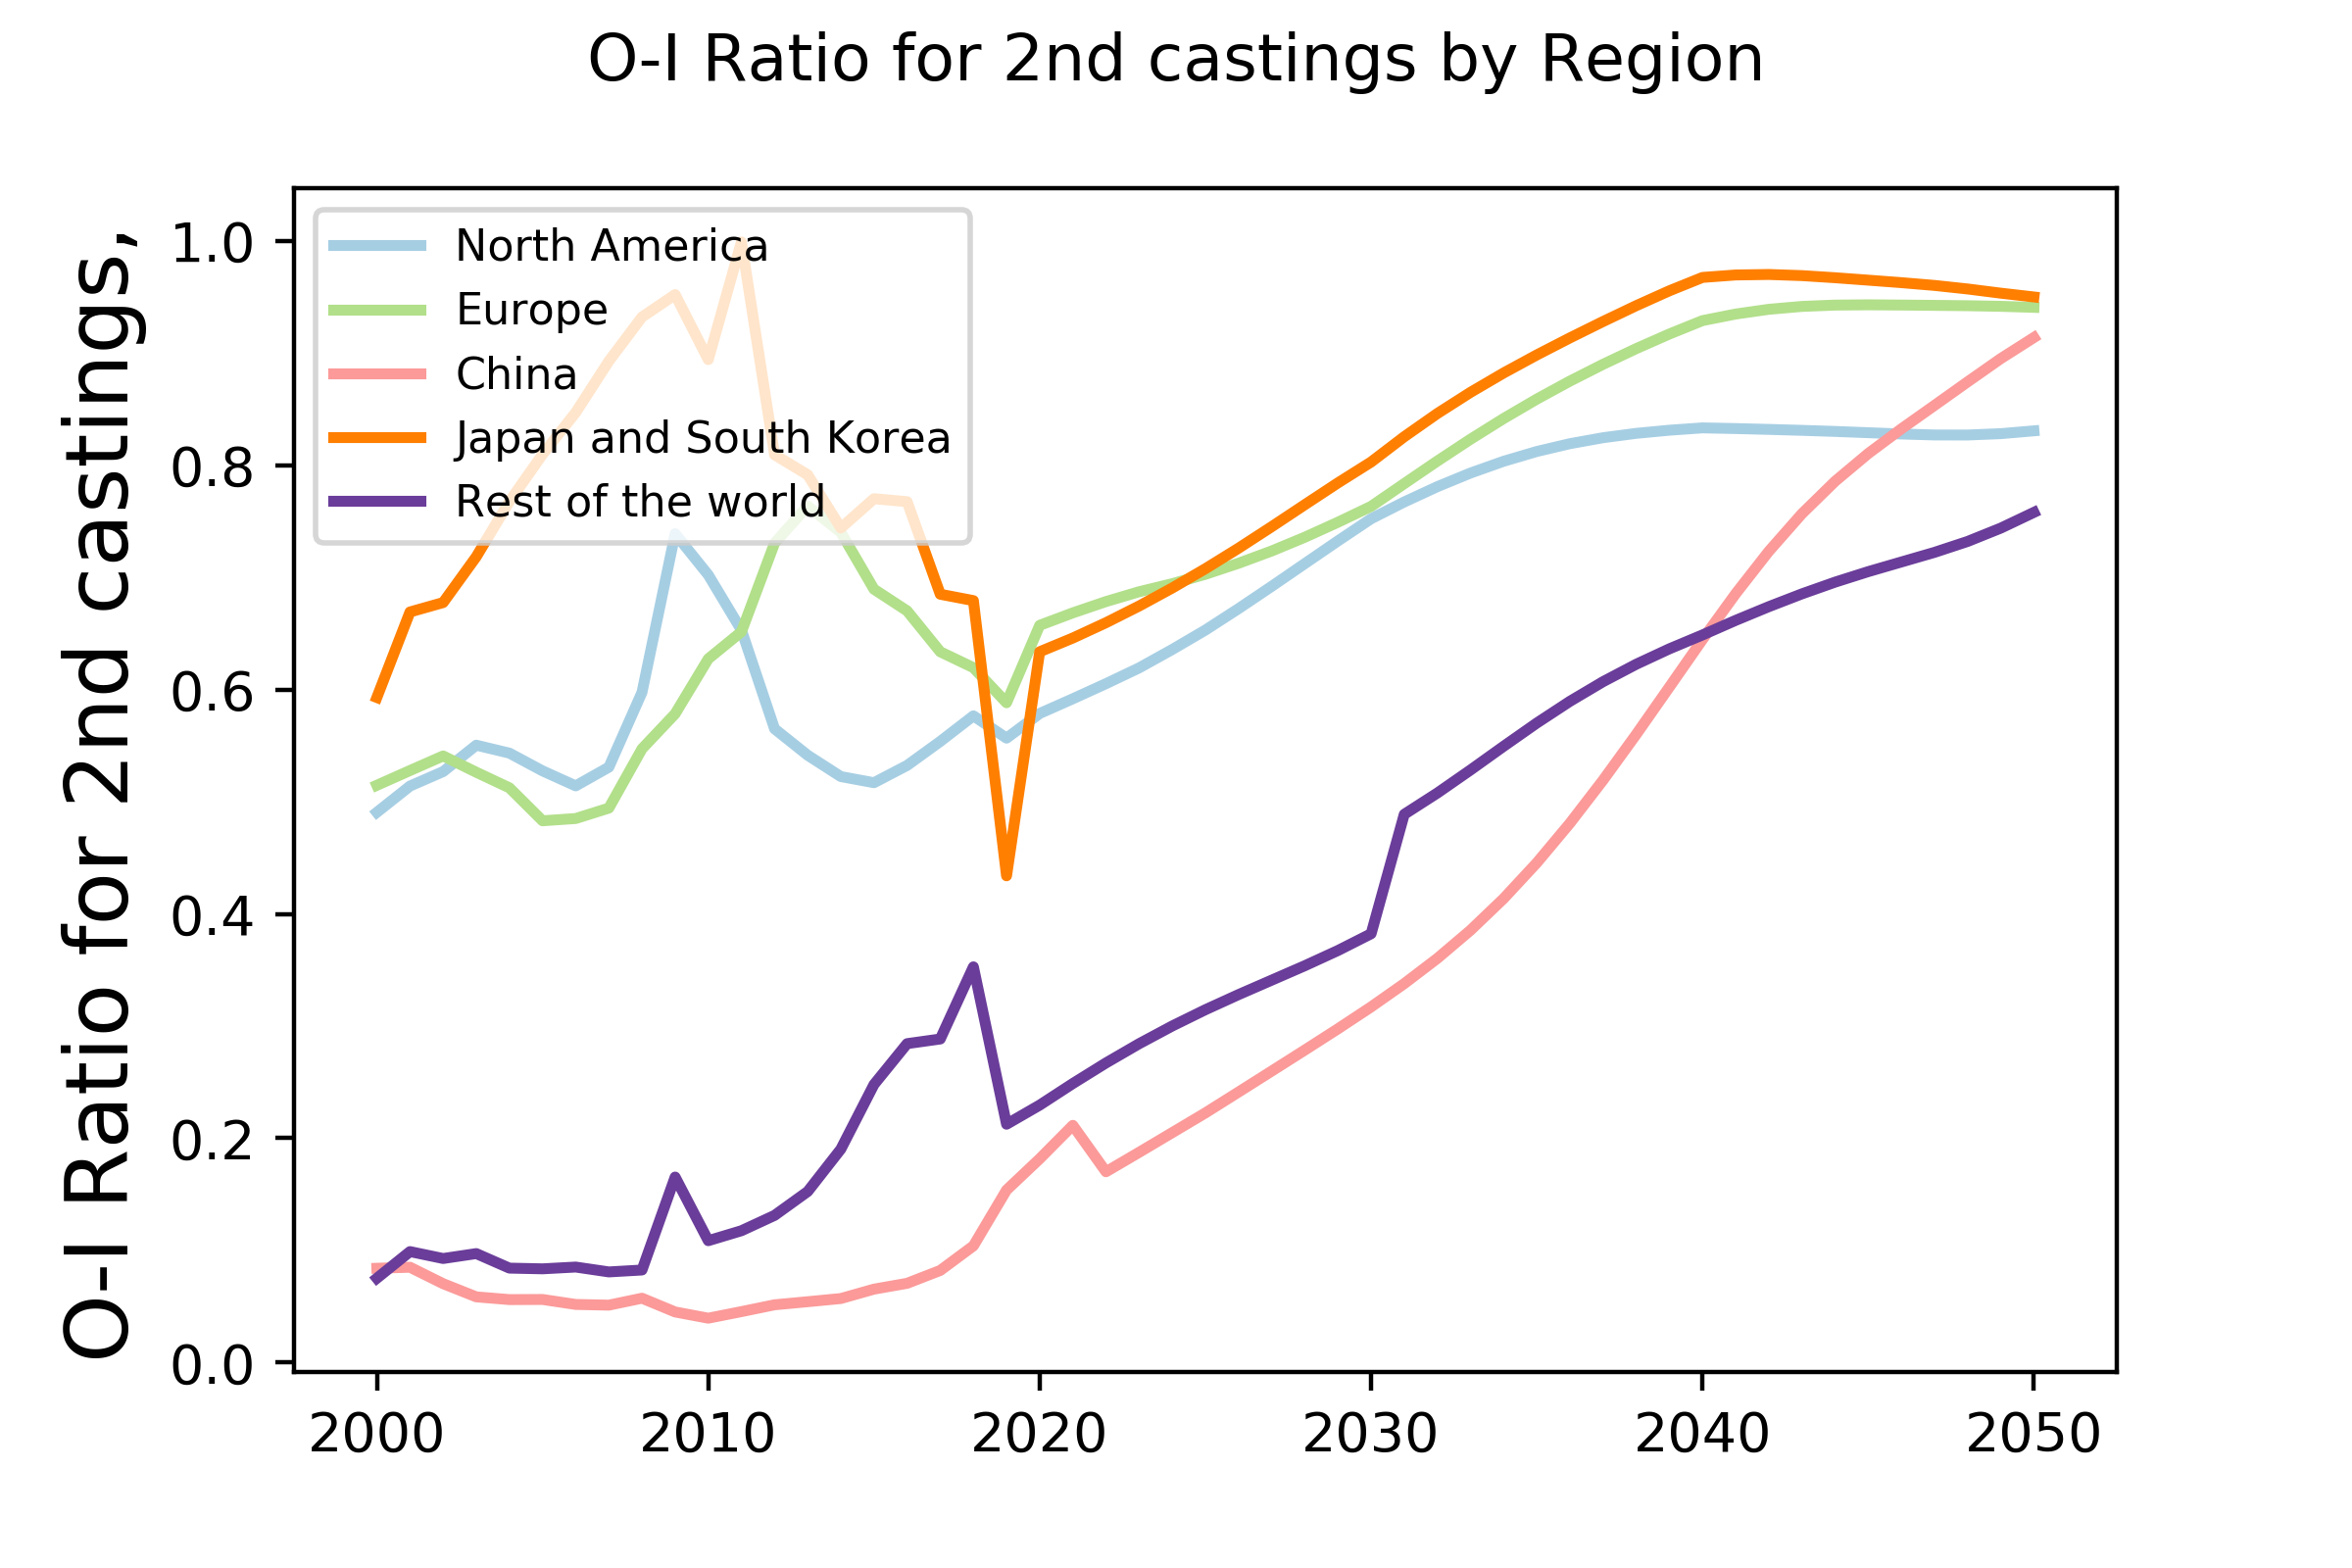 O-I Ratio for 2nd castings by Region
O-I Ratio for 2nd castings,
1.0
0.8
0.6
0.4
0.2
0.0
North America
Europe
China
Japan and South Korea
Rest of the world
2000 2010 2020 2030 2040 2050